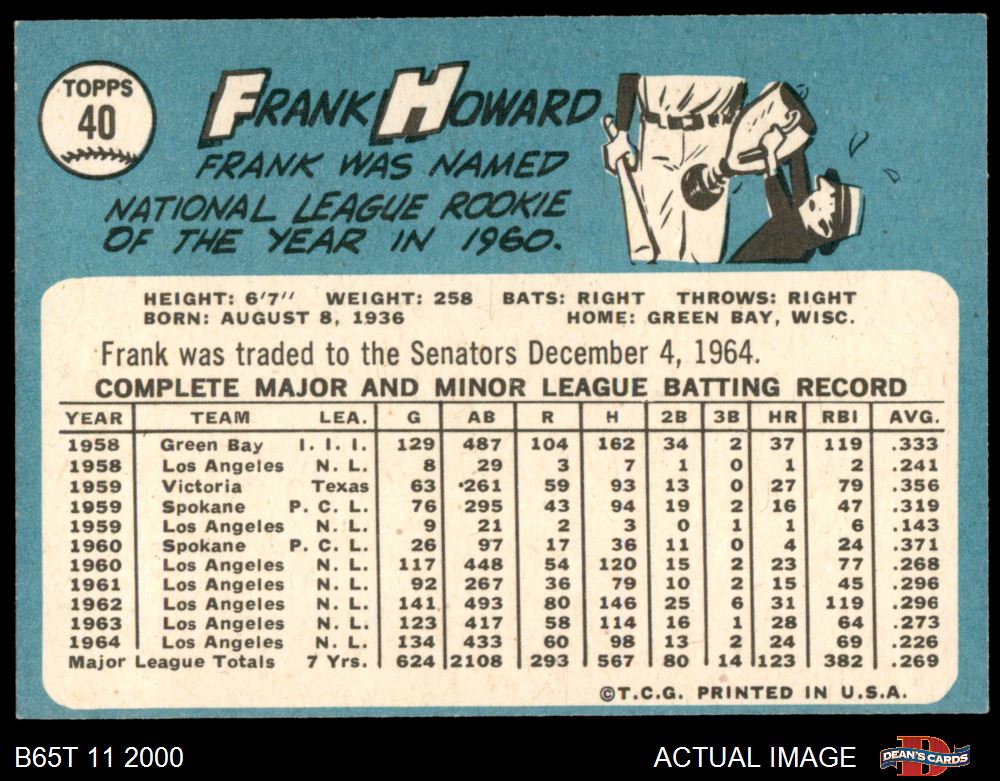 TOPPS
40
FRANK HOWARD
FRANK WAS NAMED
NATIONAL LEAGUE ROOKIE
OF THE YEAR IN 1960.
HEIGHT: 6'7" WEIGHT: 258 BATS: RIGHT THROWS: RIGHT
BORN: AUGUST 8, 1936 HOME: GREEN BAY, WISC.
Frank was traded to the Senators December 4, 1964.
COMPLETE MAJOR AND MINOR LEAGUE BATTING RECORD
YEAR TEAM LEA. G AB R H 2B 3B HR RBI AVG.
1958 Green Bay I. I. I. 129 487 104 162 34 2 37 119 .333
1958 Los Angeles N. L. 8 29 3 7 1 0 1 2 .241
1959 Victoria Texas 63 261 59 93 13 0 27 79 .356
1959 Spokane P. C. L. 76 295 43 94 19 2 16 47 .319
1959 Los Angeles N. L. 9 21 2 3 0 1 1 6 .143
1960 Spokane P. C. L. 26 97 17 36 11 0 4 24 .371
1960 Los Angeles N. L. 117 448 54 120 15 2 23 77 .268
1961 Los Angeles N. L. 92 267 36 79 10 2 15 45 .296
1962 Los Angeles N. L. 141 493 80 146 25 6 31 119 .296
1963 Los Angeles N. L. 123 417 58 114 16 1 28 64 .273
1964 Los Angeles N. L. 134 433 60 98 13 2 24 69 .226
Major League Totals 7 Yrs. 624 2108 293 567 80 14 123 382 .269
©T.C.G. PRINTED IN U.S.A.
B65T 11 2000 ACTUAL IMAGE DEAN'S CARDS